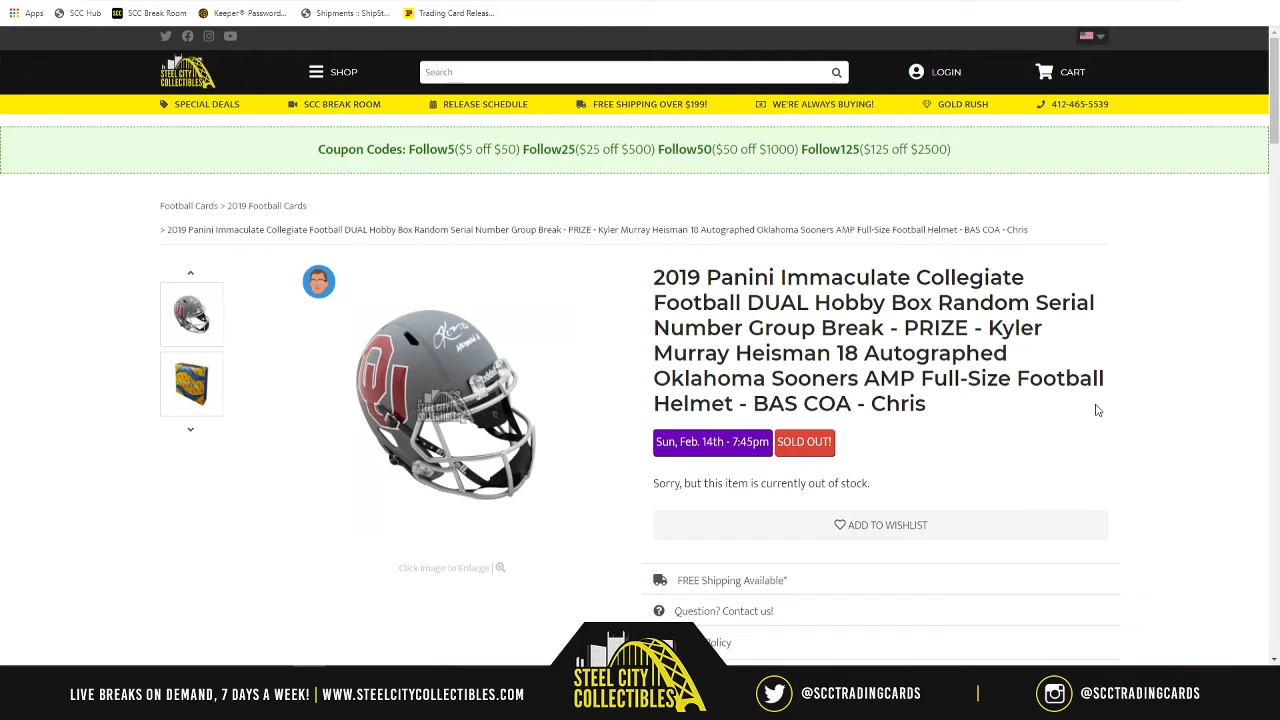 Apps
SCC Hub
SCC Break Room
Keeper® Password...
Shipments :: ShipSt...
Trading Card Releas...
STEEL CITY
COLLECTIBLES
SHOP
Search
LOGIN
CART
SPECIAL DEALS
SCC BREAK ROOM
RELEASE SCHEDULE
FREE SHIPPING OVER $199!
WE'RE ALWAYS BUYING!
GOLD RUSH
412-465-5539
Coupon Codes: Follow5($5 off $50) Follow25($25 off $500) Follow50($50 off $1000) Follow125($125 off $2500)
Football Cards > 2019 Football Cards
> 2019 Panini Immaculate Collegiate Football DUAL Hobby Box Random Serial Number Group Break - PRIZE - Kyler Murray Heisman 18 Autographed Oklahoma Sooners AMP Full-Size Football Helmet - BAS COA - Chris
2019 Panini Immaculate Collegiate
Football DUAL Hobby Box Random Serial
Number Group Break - PRIZE - Kyler
Murray Heisman 18 Autographed
Oklahoma Sooners AMP Full-Size Football
Helmet - BAS COA - Chris
Sun, Feb. 14th - 7:45pm
SOLD OUT!
Sorry, but this item is currently out of stock.
ADD TO WISHLIST
STEEL CITY
COLLECTIBLES
Click Image to Enlarge |
FREE Shipping Available*
Question? Contact us!
Policy
LIVE BREAKS ON DEMAND, 7 DAYS A WEEK! | WWW.STEELCITYCOLLECTIBLES.COM
STEEL CITY
COLLECTIBLES
@SCCTRADINGCARDS
|
@SCCTRADINGCARDS